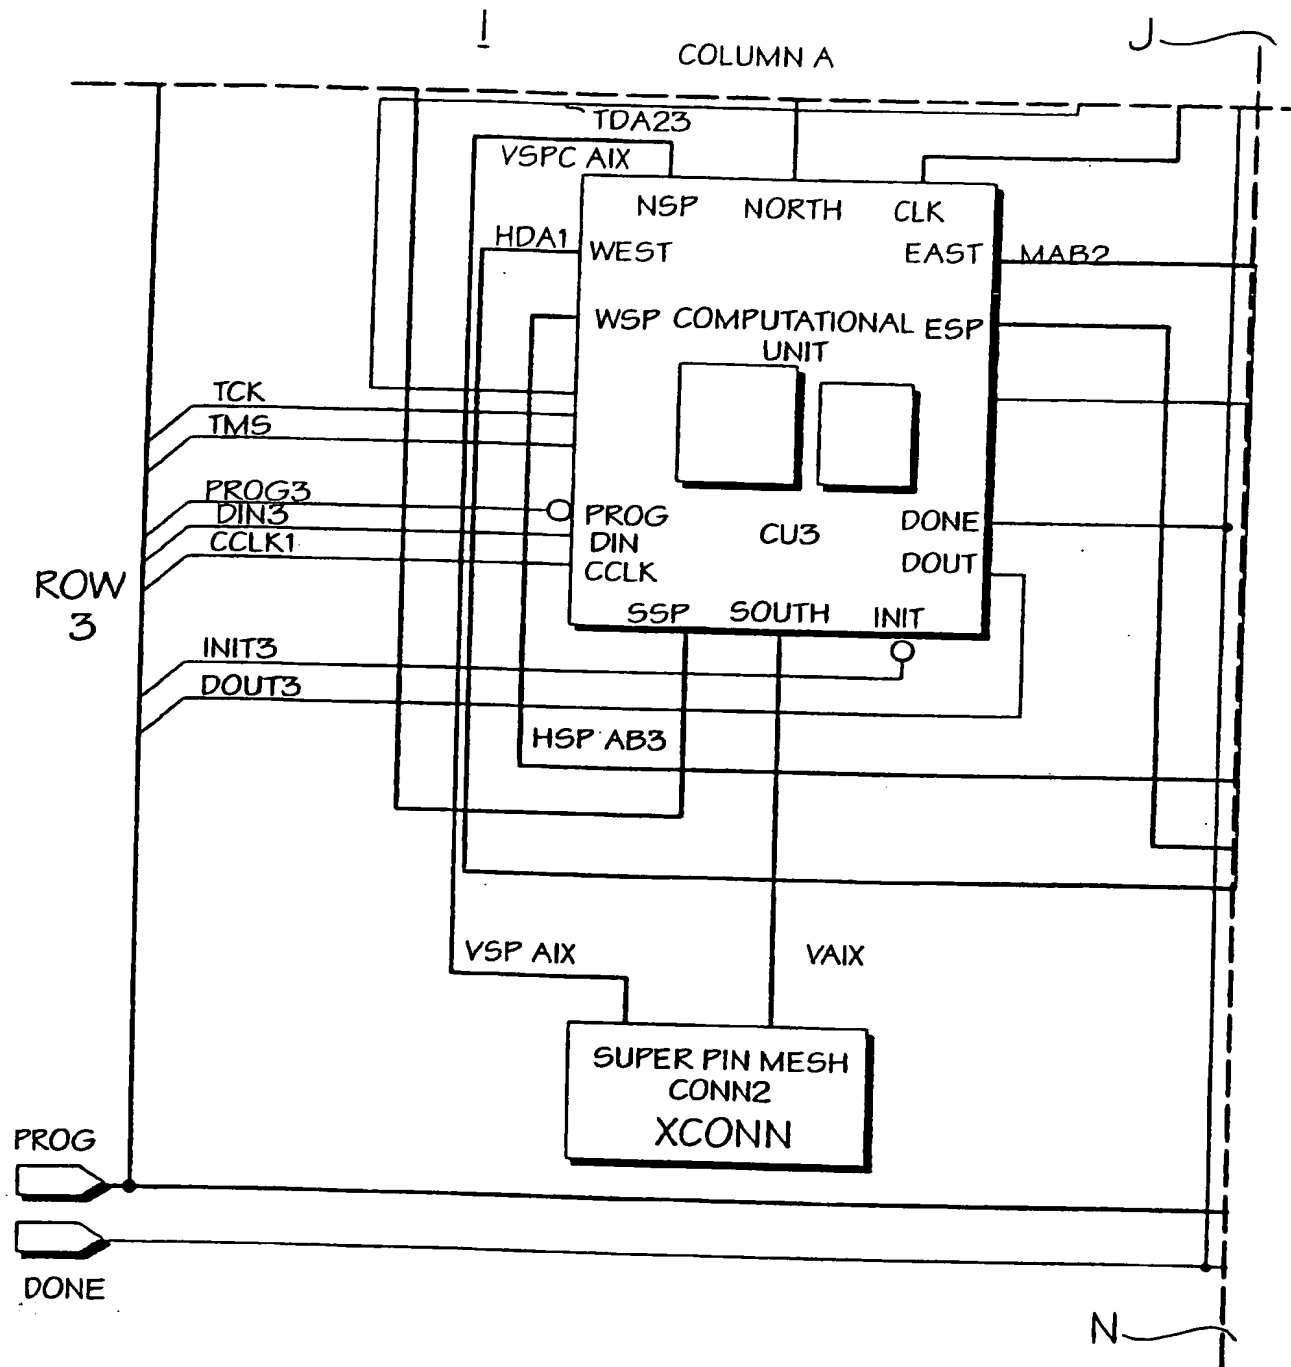 I
J
COLUMN A
TDA23
VSPC AIX
NSP NORTH CLK
HDA1
WEST
EAST
MAB2
WSP COMPUTATIONAL ESP
UNIT
TCK
TMS
PROG3
DIN3
CCLK1
PROG
DIN
CCLK
CU3
DONE
DOUT
ROW
3
SSP SOUTH INIT
INIT3
DOUT3
HSP AB3
VSP AIX
VAIX
SUPER PIN MESH
CONN2
XCONN
PROG
DONE
N